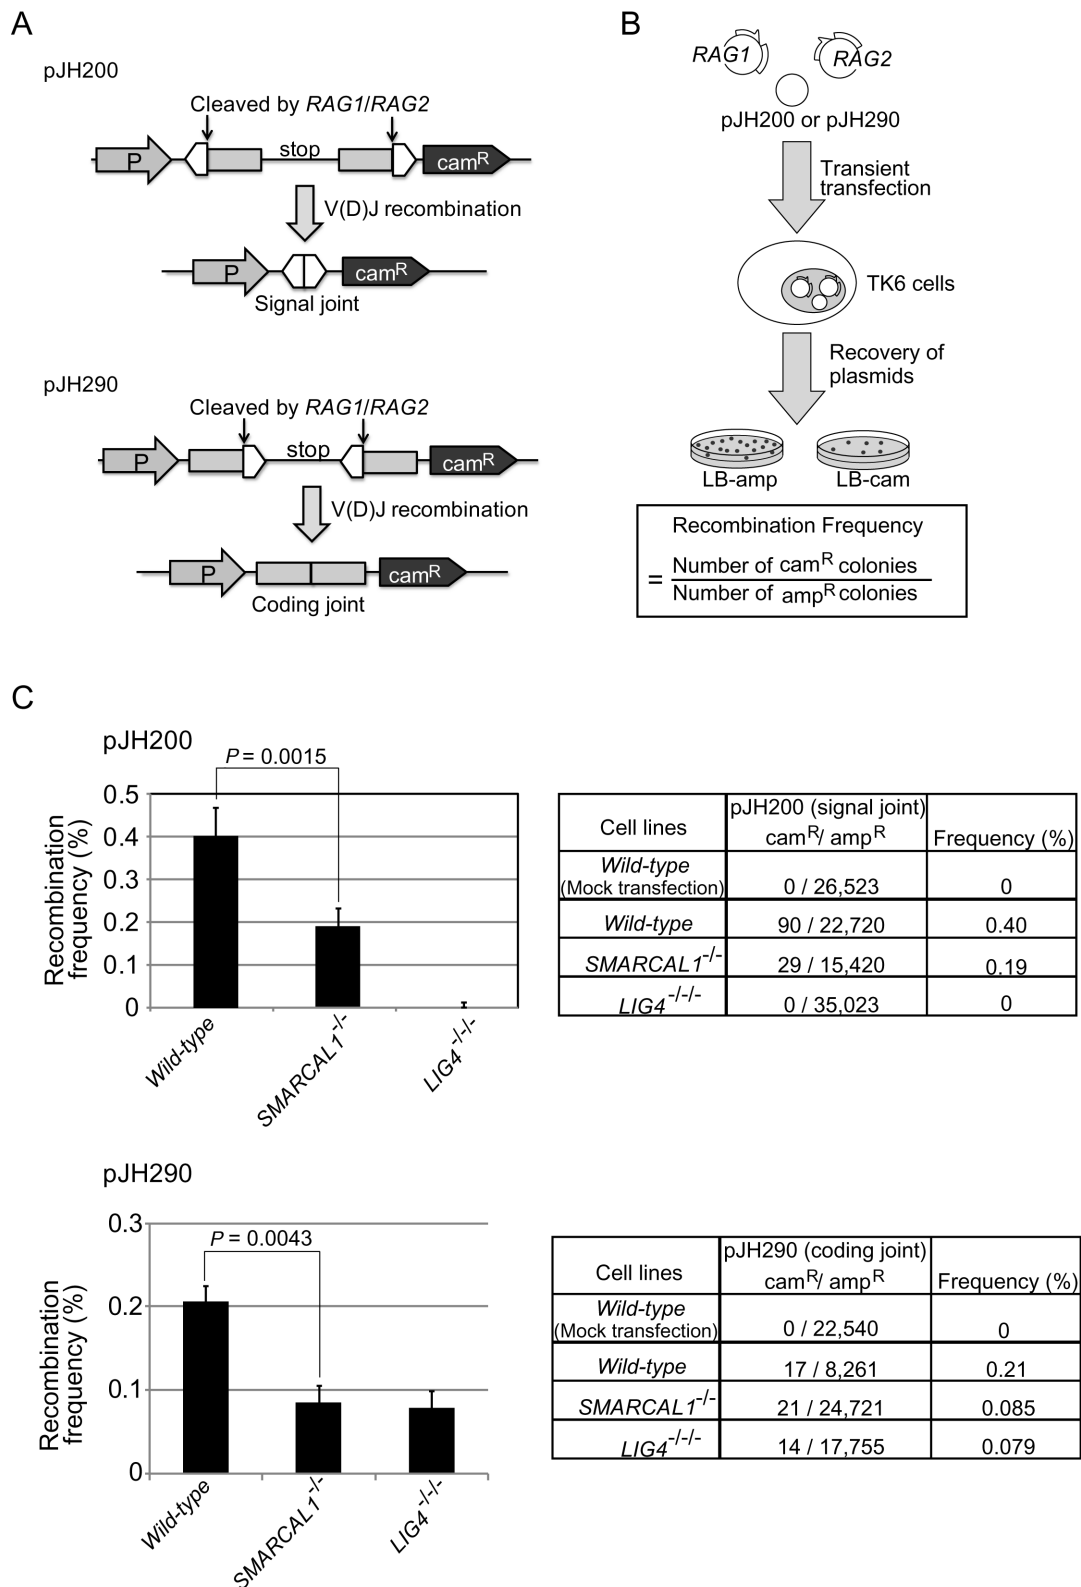 A
pJH200
Cleaved by RAG1/RAG2
P
stop
camR
V(D)J recombination
P
camR
Signal joint
pJH290
Cleaved by RAG1/RAG2
P
stop
camR
V(D)J recombination
P
camR
Coding joint
B
RAG1
RAG2
pJH200 or pJH290
Transient
transfection
TK6 cells
Recovery of
plasmids
LB-amp
LB-cam
Recombination Frequency
= Number of camR colonies
Number of ampR colonies
C
pJH200
P = 0.0015
Recombination
frequency (%)
0.5
0.4
0.3
0.2
0.1
0
Wild-type
SMARCAL1-/-
LIG4-/-/-
Cell lines
pJH200 (signal joint)
camR/ ampR
Frequency (%)
Wild-type
(Mock transfection)
0 / 26,523
0
Wild-type
90 / 22,720
0.40
SMARCAL1-/-
29 / 15,420
0.19
LIG4-/-/-
0 / 35,023
0
pJH290
P = 0.0043
Recombination
frequency (%)
0.3
0.2
0.1
0
Wild-type
SMARCAL1-/-
LIG4-/-/-
Cell lines
pJH290 (coding joint)
camR/ ampR
Frequency (%)
Wild-type
(Mock transfection)
0 / 22,540
0
Wild-type
17 / 8,261
0.21
SMARCAL1-/-
21 / 24,721
0.085
LIG4-/-/-
14 / 17,755
0.079